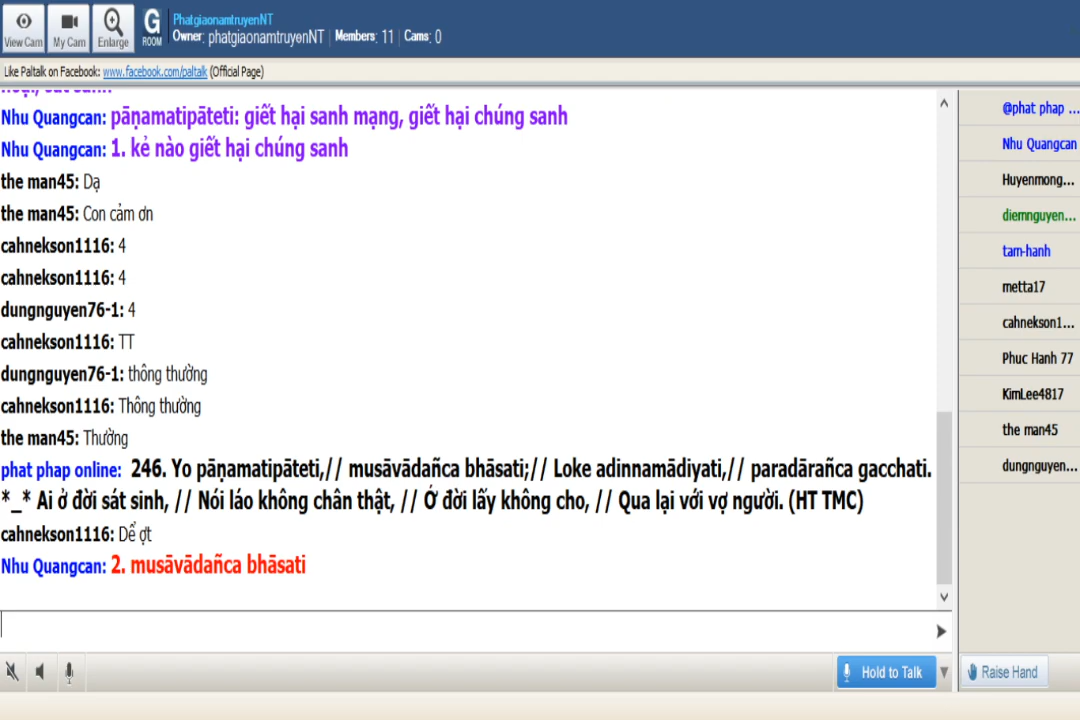 View Cam
My Cam
Enlarge
G
ROOM
PhatgiaonamtruyenNT
Owner: phatgiaonamtruyenNT | Members: 11 | Cams: 0
Like Paltalk on Facebook: www.facebook.com/paltalk (Official Page)
Nhu Quangcan: pāṇamatipāteti: giết hại sanh mạng, giết hại chúng sanh
Nhu Quangcan: 1. kẻ nào giết hại chúng sanh
the man45: Dạ
the man45: Con cảm ơn
cahnekson1116: 4
cahnekson1116: 4
dungnguyen76-1: 4
cahnekson1116: TT
dungnguyen76-1: thông thường
cahnekson1116: Thông thường
the man45: Thường
phat phap online: 246. Yo pāṇamatipāteti,// musāvādañca bhāsati;// Loke adinnamādiyati,// paradārañca gacchati.
*_* Ai ở đời sát sinh, // Nói láo không chân thật, // Ở đời lấy không cho, // Qua lại với vợ người. (HT TMC)
cahnekson1116: Dể ợt
Nhu Quangcan: 2. musāvādañca bhāsati
@phat phap ...
Nhu Quangcan
Huyenmong...
diemnguyen...
tam-hanh
metta17
cahnekson1...
Phuc Hanh 77
KimLee4817
the man45
dungnguyen...
Hold to Talk
Raise Hand